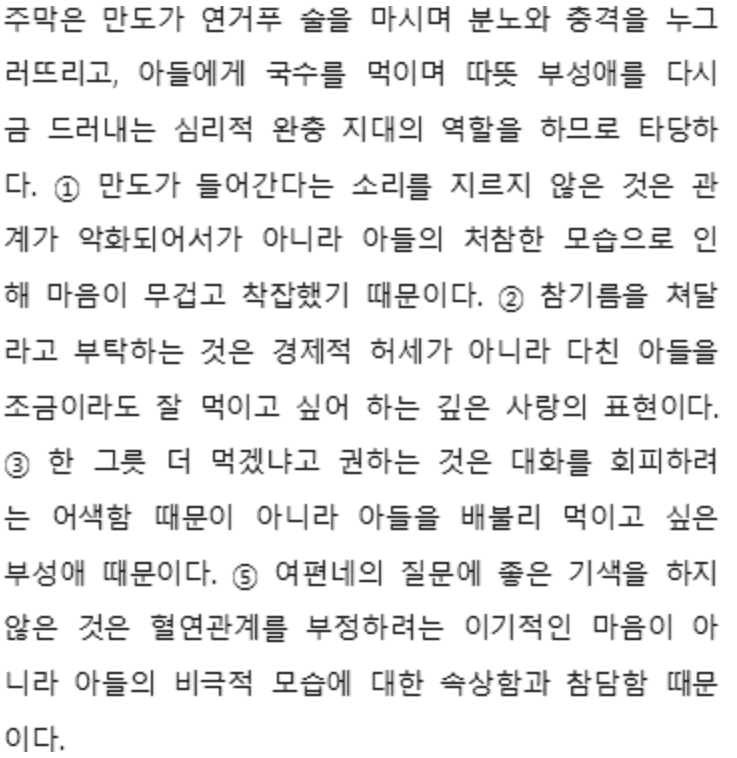 주막은 만도가 연거푸 술을 마시며 분노와 충격을 누그
러뜨리고, 아들에게 국수를 먹이며 따뜻 부성애를 다시
금 드러내는 심리적 완충 지대의 역할을 하므로 타당하
다. ① 만도가 들어간다는 소리를 지르지 않은 것은 관
계가 악화되어서가 아니라 아들의 처참한 모습으로 인
해 마음이 무겁고 착잡했기 때문이다. ② 참기름을 쳐달
라고 부탁하는 것은 경제적 허세가 아니라 다친 아들을
조금이라도 잘 먹이고 싶어 하는 깊은 사랑의 표현이다.
③ 한 그릇 더 먹겠냐고 권하는 것은 대화를 회피하려
는 어색함 때문이 아니라 아들을 배불리 먹이고 싶은
부성애 때문이다. ⑤ 여편네의 질문에 좋은 기색을 하지
않은 것은 혈연관계를 부정하려는 이기적인 마음이 아
니라 아들의 비극적 모습에 대한 속상함과 참담함 때문
이다.